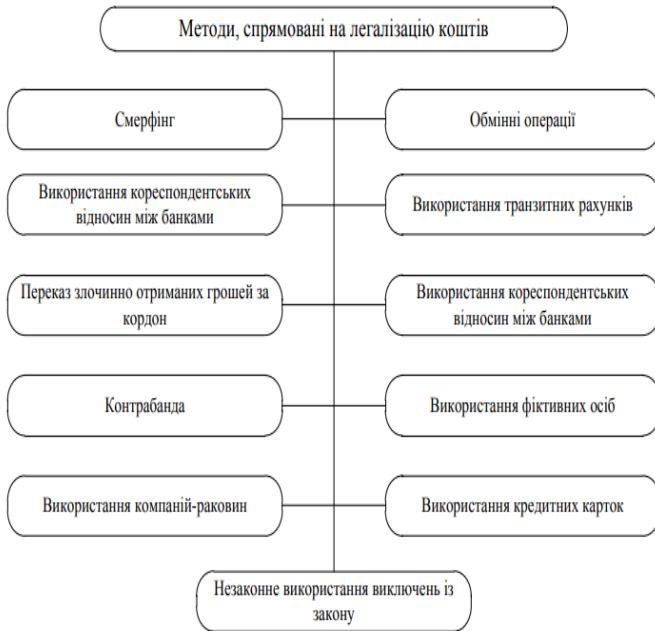 Методи, спрямовані на легалізацію коштів
Смерфінг
Обмінні операції
Використання кореспондентських
відносин між банками
Використання транзитних рахунків
Переказ злочинно отриманих грошей за
кордон
Використання кореспондентських
відносин між банками
Контрабанда
Використання фіктивних осіб
Використання компаній-раковин
Використання кредитних карток
Незаконне використання виключень із
закону